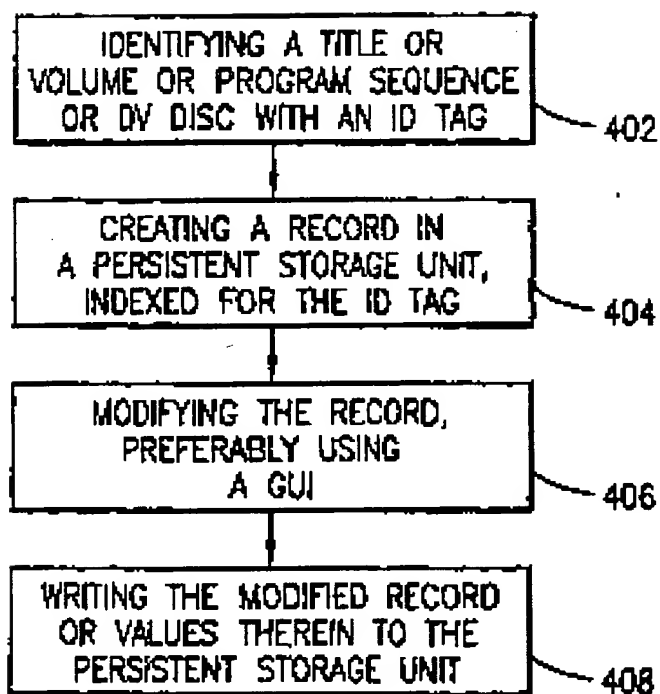 IDENTIFYING A TITLE OR
VOLUME OR PROGRAM SEQUENCE
OR DV DISC WITH AN ID TAG
402
CREATING A RECORD IN
A PERSISTENT STORAGE UNIT,
INDEXED FOR THE ID TAG
404
MODIFYING THE RECORD,
PREFERABLY USING
A GUI
406
WRITING THE MODIFIED RECORD
OR VALUES THEREIN TO THE
PERSISTENT STORAGE UNIT
408